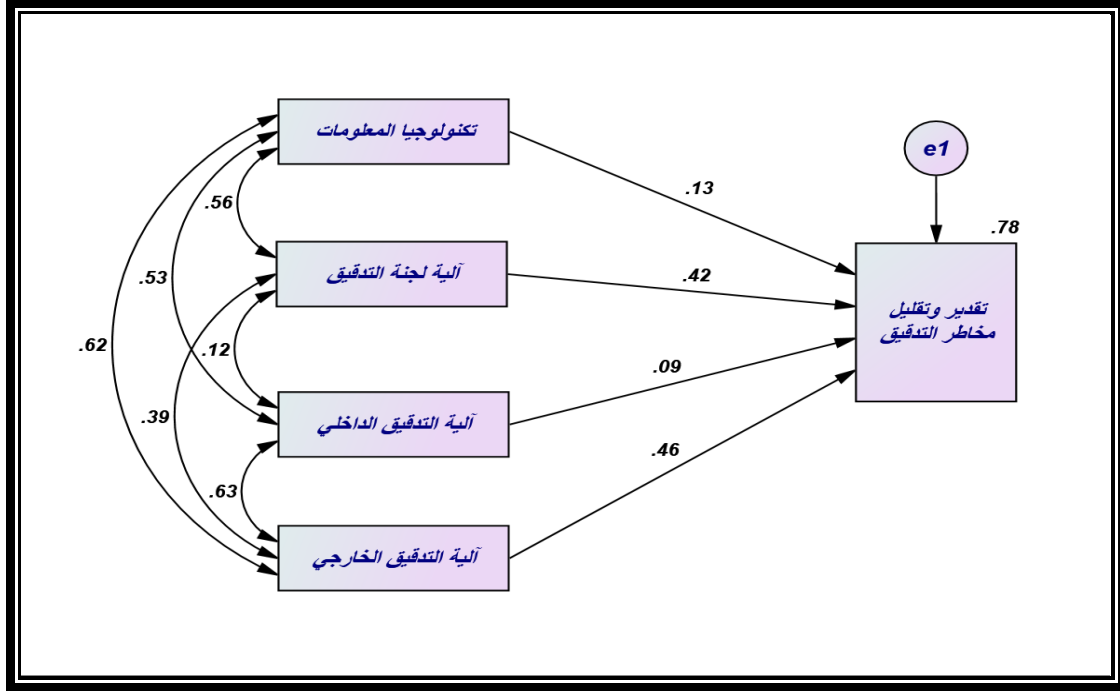 تكنولوجيا المعلومات
e1
.13
.78
.56
آلية لجنة التدقيق
.42
.53
تقدير وتقليل
مخاطر التدقيق
.62
.12
.09
.39
آلية التدقيق الداخلي
.46
.63
آلية التدقيق الخارجي